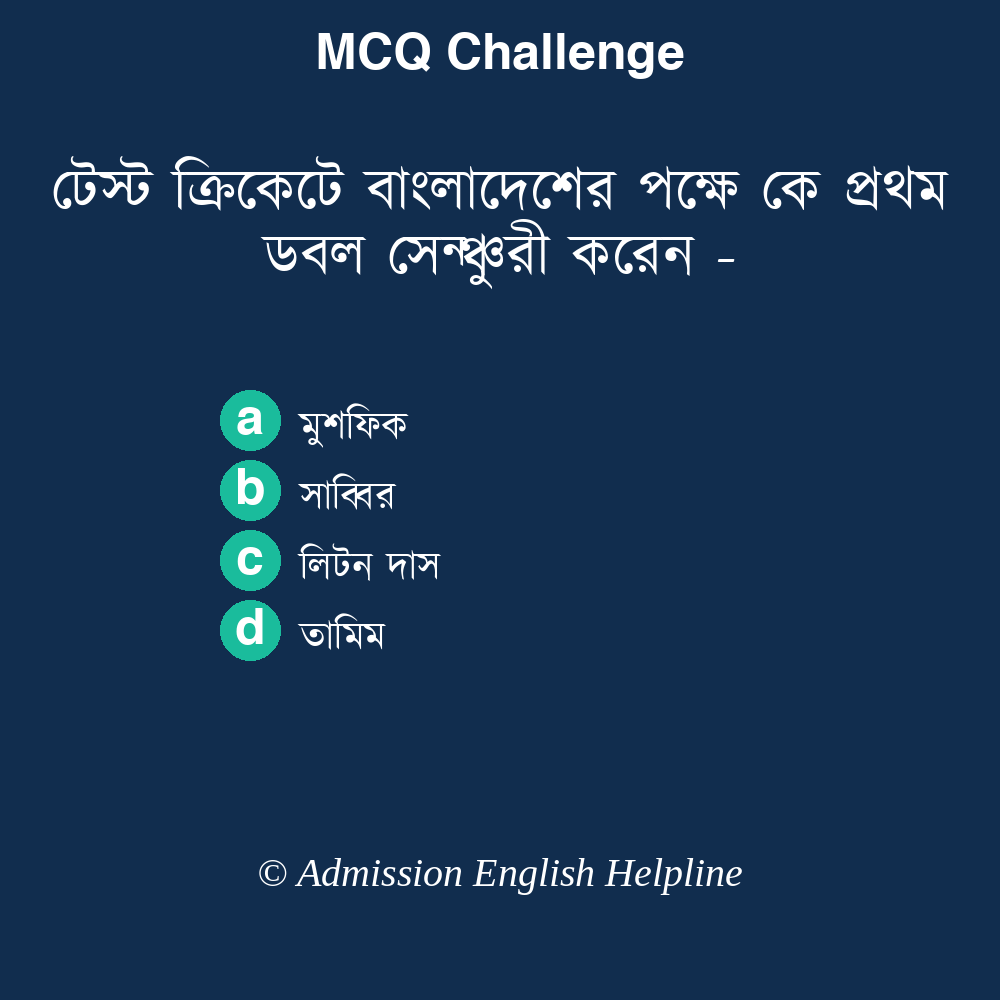 MCQ Challenge
টেস্ট ক্রিকেটে বাংলাদেশের পক্ষে কে প্রথম
ডবল সেন্ঞ্চুরী করেন -
a মুশফিক
b সাব্বির
c লিটন দাস
d তামিম
© Admission English Helpline